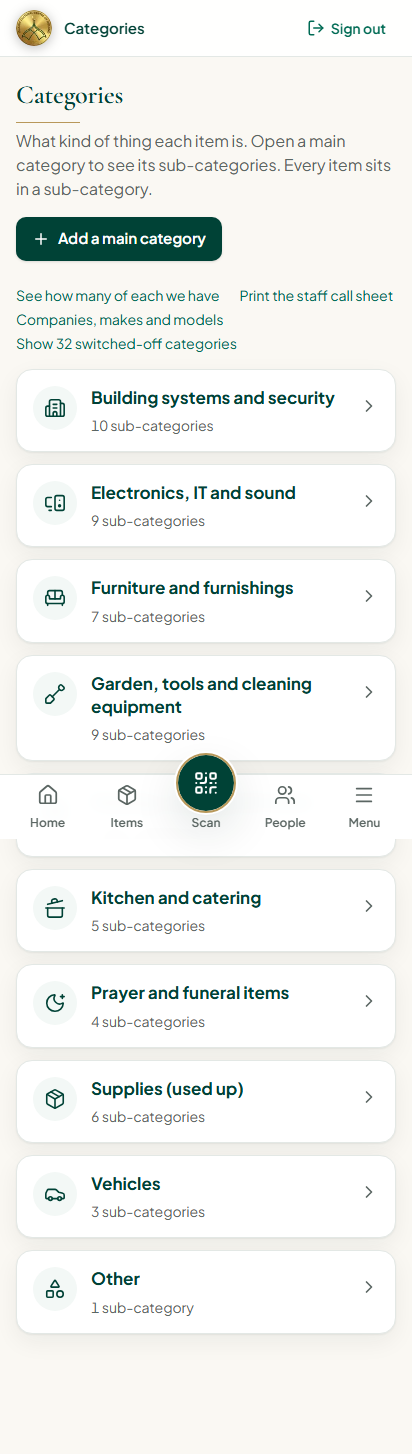 Categories
Sign out
Categories
What kind of thing each item is. Open a main
category to see its sub-categories. Every item sits
in a sub-category.
Add a main category
See how many of each we have
Print the staff call sheet
Companies, makes and models
Show 32 switched-off categories
Building systems and security
10 sub-categories
Electronics, IT and sound
9 sub-categories
Furniture and furnishings
7 sub-categories
Garden, tools and cleaning
equipment
9 sub-categories
Home
Items
Scan
People
Menu
Kitchen and catering
5 sub-categories
Prayer and funeral items
4 sub-categories
Supplies (used up)
6 sub-categories
Vehicles
3 sub-categories
Other
1 sub-category